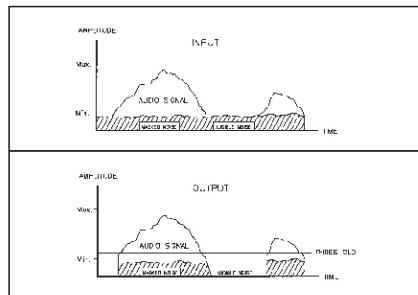 AMPLITUDE
INPUT
Max.
AUDIO SIGNAL
Min.
MASKED NOISE
AUDIBLE NOISE
TIME
AMPLITUDE
OUTPUT
Max.
AUDIO SIGNAL
THRESHOLD
Min.
MASKED NOISE
AUDIBLE NOISE
TIME